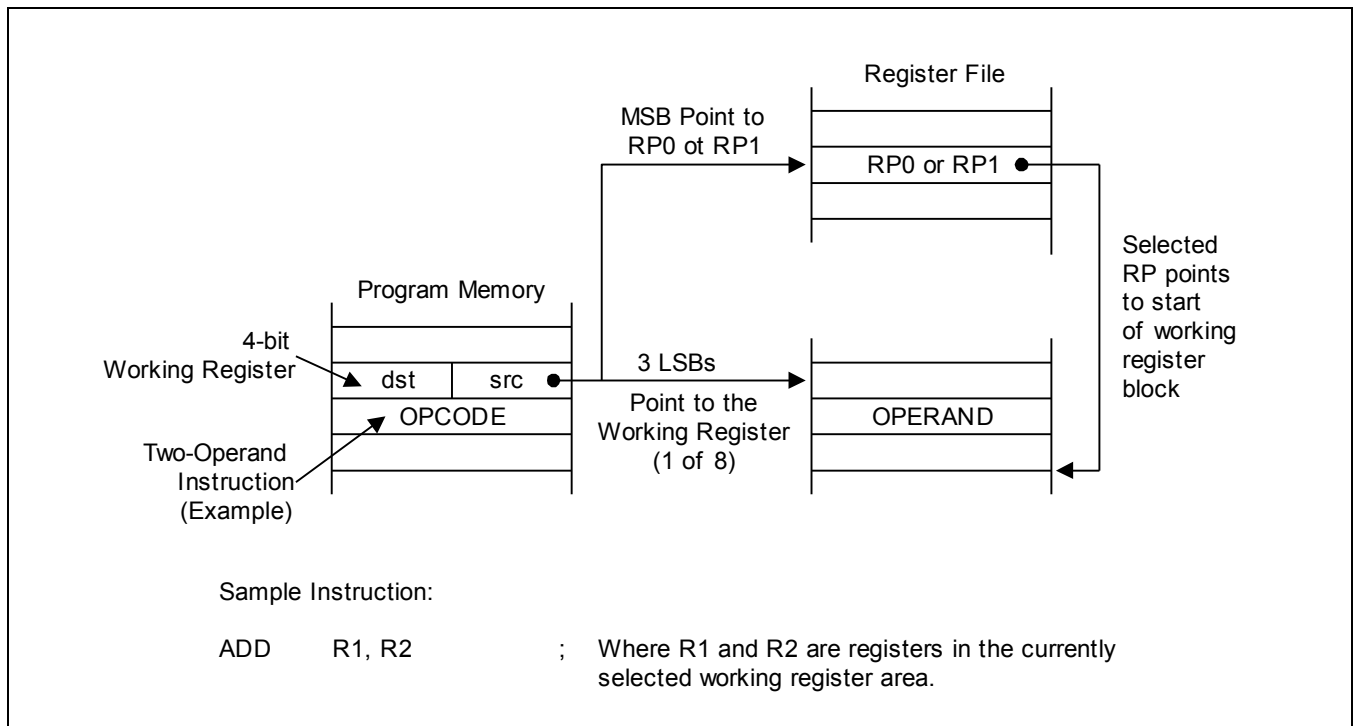 Register File
MSB Point to
RP0 ot RP1
RP0 or RP1
Selected
RP points
to start
of working
register
block
Program Memory
4-bit
Working Register
dst src
3 LSBs
OPCODE
Point to the
Working Register
(1 of 8)
OPERAND
Two-Operand
Instruction
(Example)
Sample Instruction:
ADD R1, R2 ; Where R1 and R2 are registers in the currently
selected working register area.